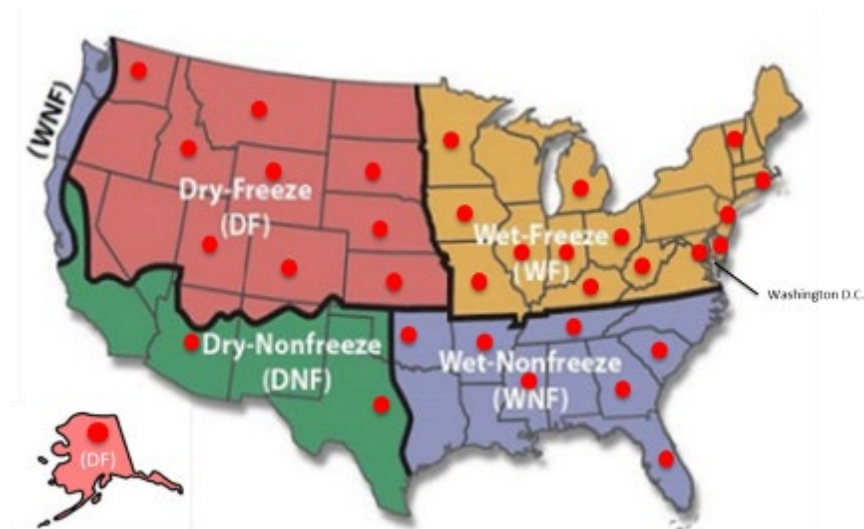 (WNF)
Dry-Freeze
(DF)
Wet-Freeze
(WF)
Washington D.C.
Dry-Nonfreeze
(DNF)
Wet-Nonfreeze
(WNF)
(DF)